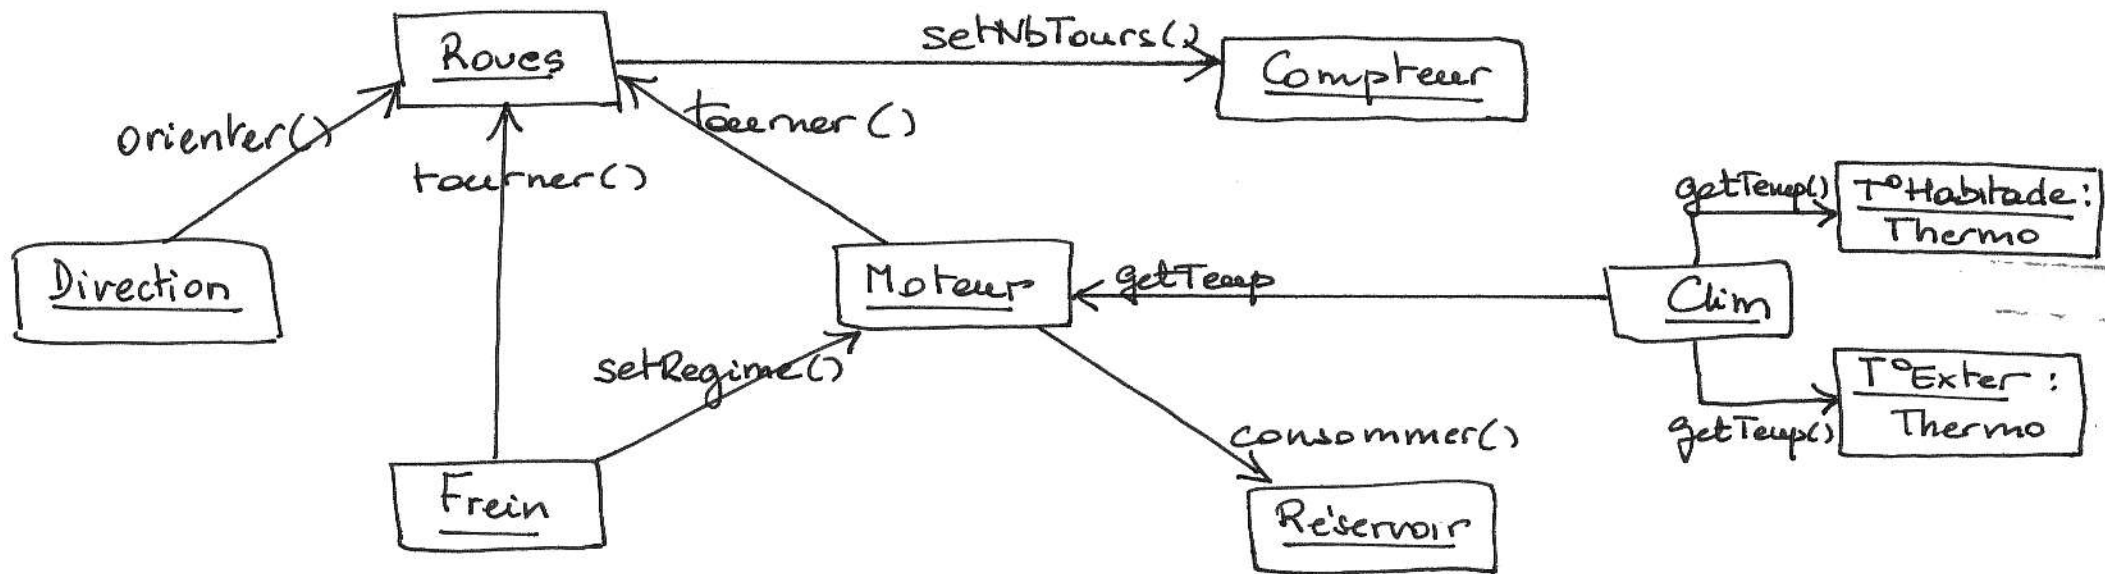 setNbTours()
Roues
Compteur
orienter()
tourner()
tourner()
getTemp()
T°Habitacle:
Thermo
Direction
Moteur
getTemp
Clim
setRegime()
T°Exter:
Thermo
getTemp()
consommer()
Frein
Réservoir